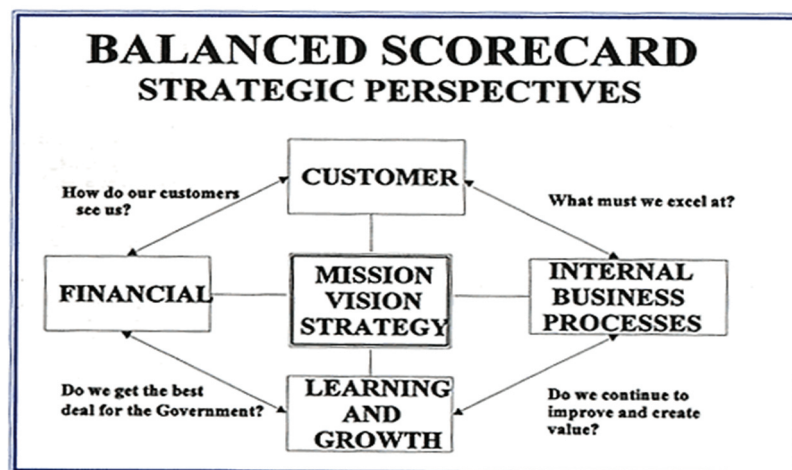 BALANCED SCORECARD
STRATEGIC PERSPECTIVES
CUSTOMER
How do our customers
see us?
What must we excel at?
FINANCIAL
MISSION
VISION
STRATEGY
INTERNAL
BUSINESS
PROCESSES
Do we get the best
deal for the Government?
LEARNING
AND
GROWTH
Do we continue to
improve and create
value?